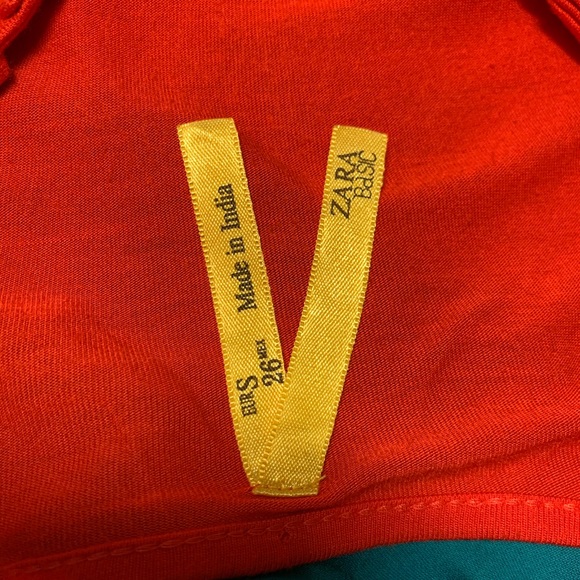 ZARA
BaSIC
Made in India
EUR S
26 MEX